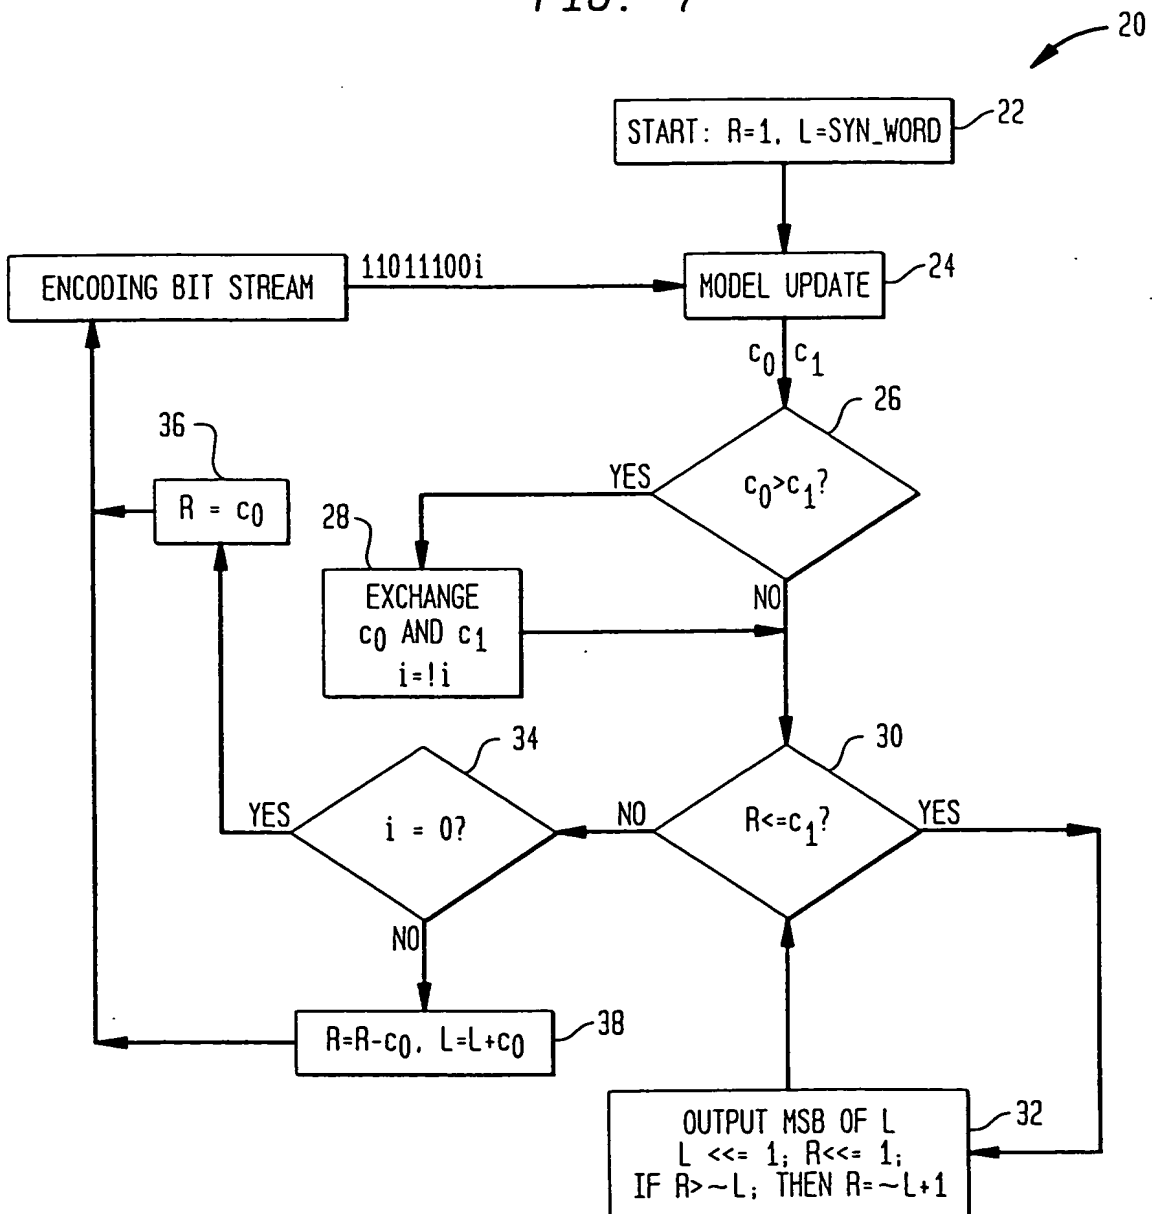 20
START: R=1, L=SYN_WORD
22
ENCODING BIT STREAM
11011100i
MODEL UPDATE
24
c0 c1
26
c0>c1?
YES
NO
36
R = c0
28
EXCHANGE
c0 AND c1
i=!i
34
i = 0?
YES
NO
30
R<=c1?
NO
YES
R=R-c0, L=L+c0
38
OUTPUT MSB OF L
L <<= 1; R<<= 1;
IF R>~L; THEN R=~L+1
32